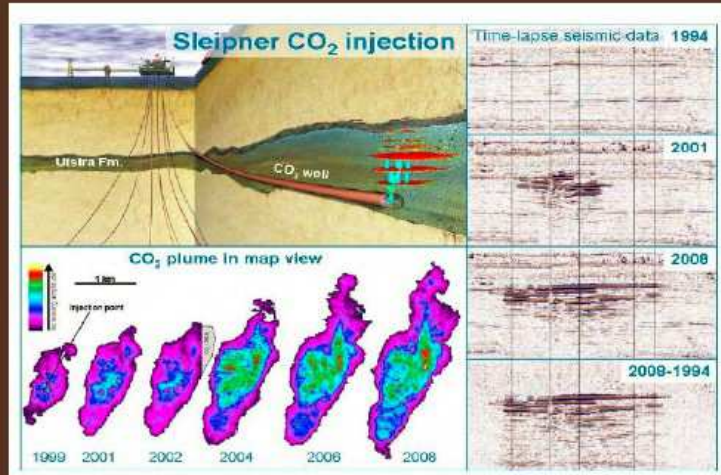 Sleipner CO₂ injection
Utsira Fm.
CO₂ well
Time-lapse seismic data 1994
2001
2008
2008-1994
CO₂ plume in map view
1 km
Injection point
1999 2001 2002 2004 2006 2008